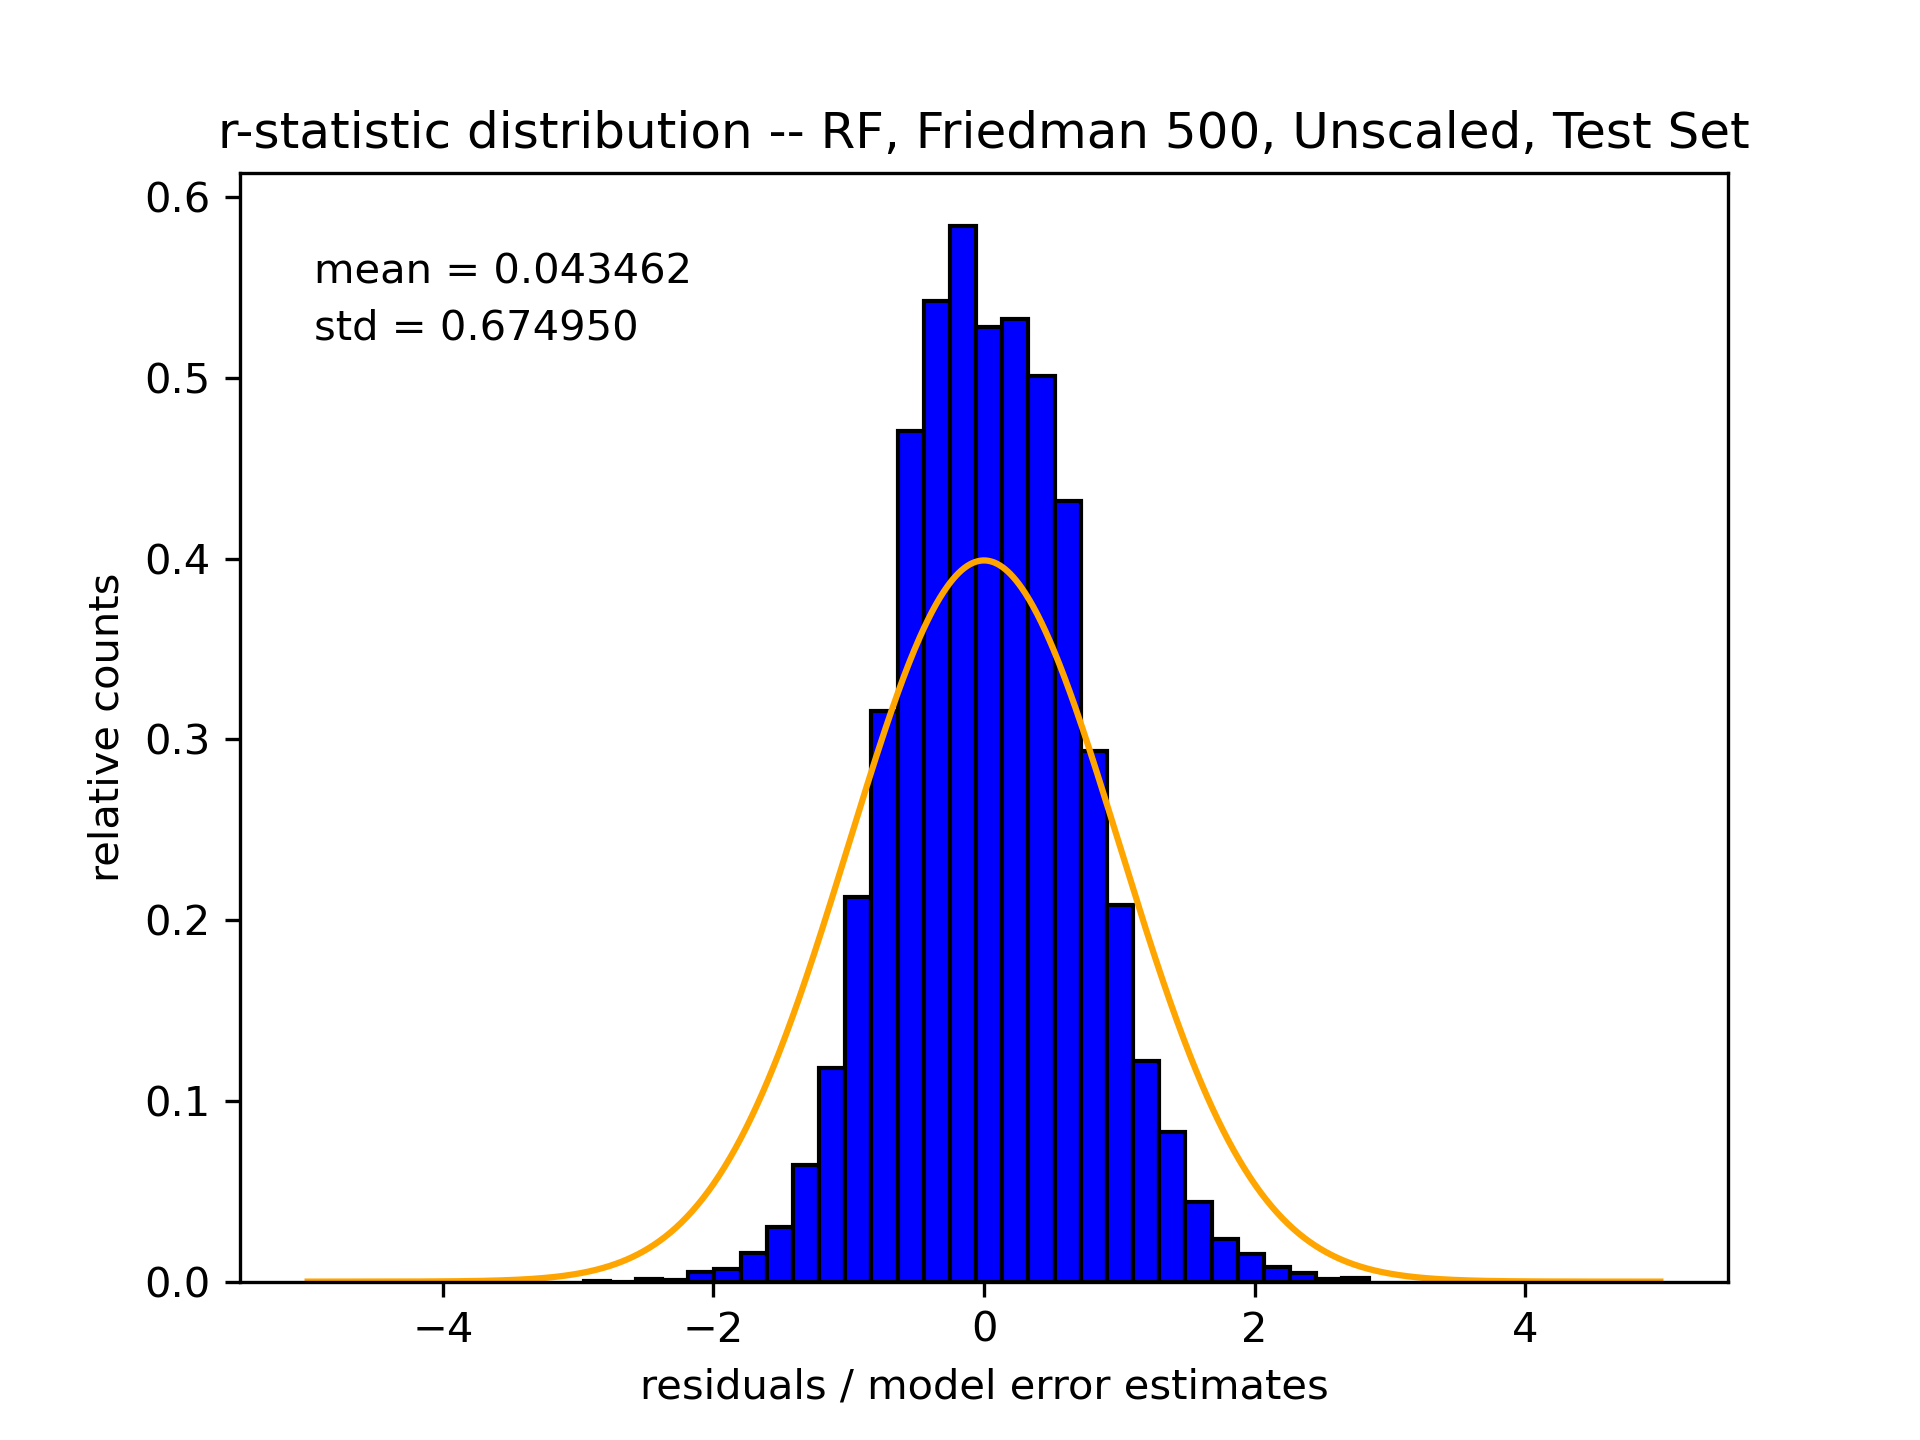 r-statistic distribution -- RF, Friedman 500, Unscaled, Test Set
mean = 0.043462
std = 0.674950
relative counts
0.6
0.5
0.4
0.3
0.2
0.1
0.0
−4
−2
0
2
4
residuals / model error estimates